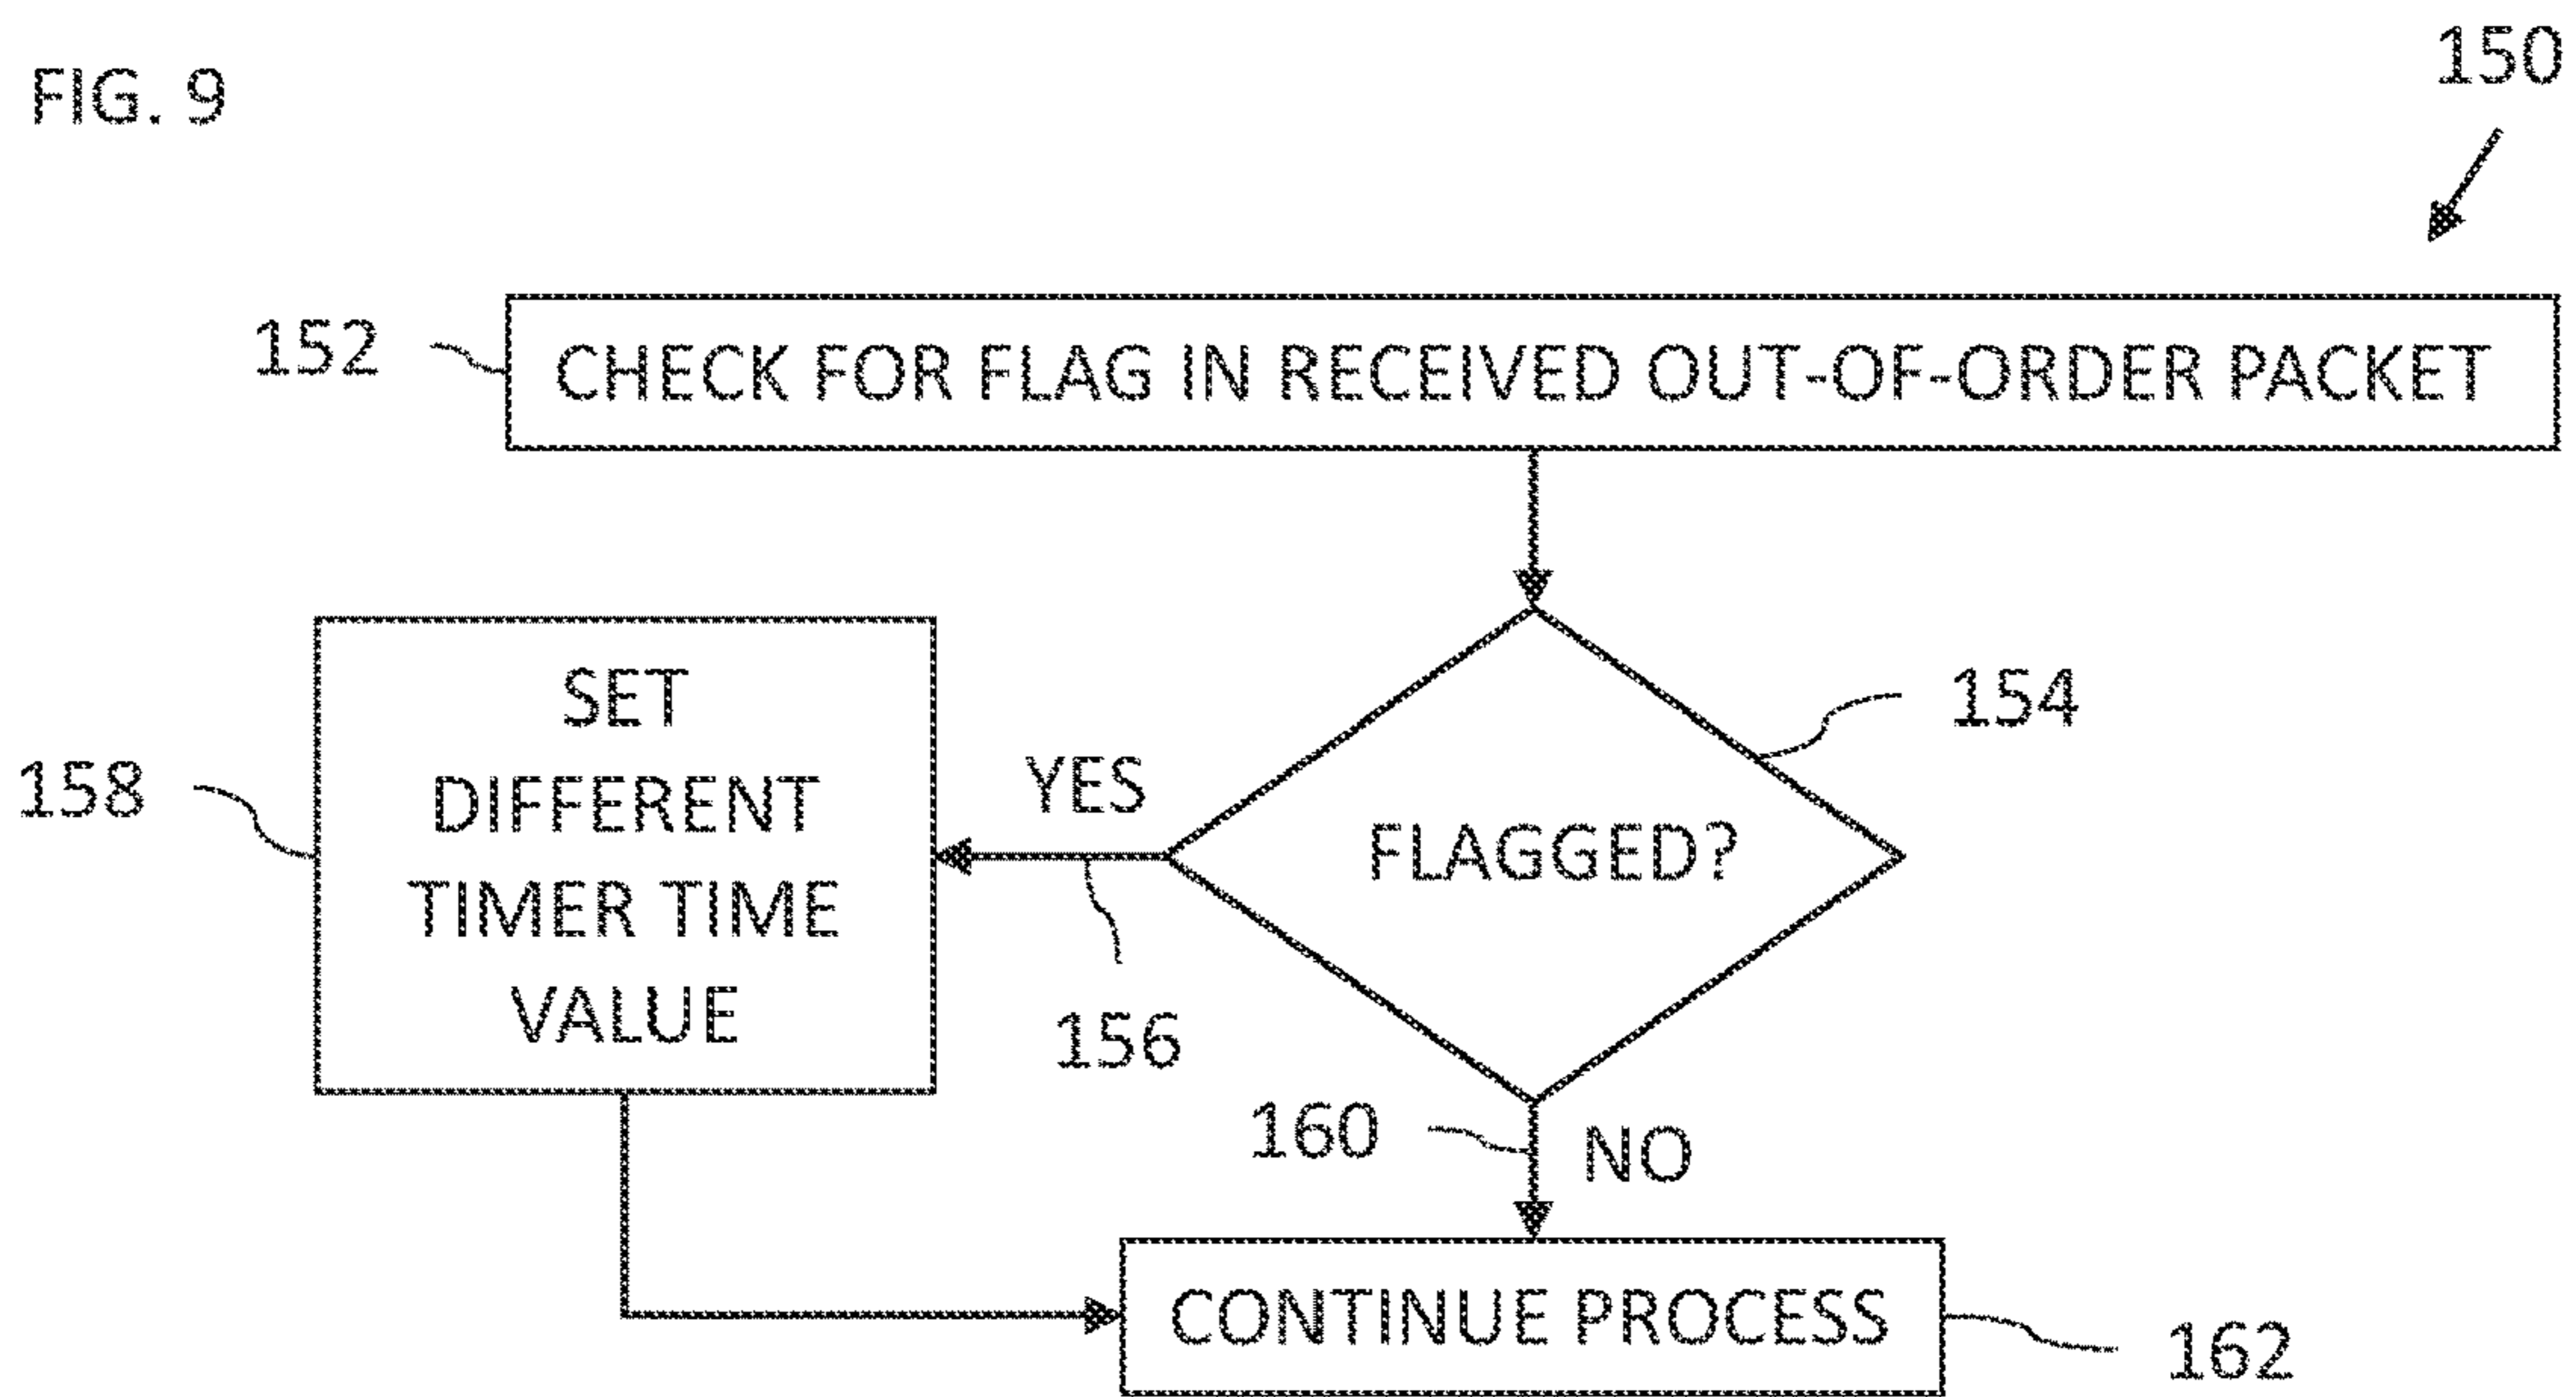 FIG. 9
150
152
CHECK FOR FLAG IN RECEIVED OUT-OF-ORDER PACKET
154
FLAGGED?
YES
156
158
SET
DIFFERENT
TIMER TIME
VALUE
160
NO
CONTINUE PROCESS
162